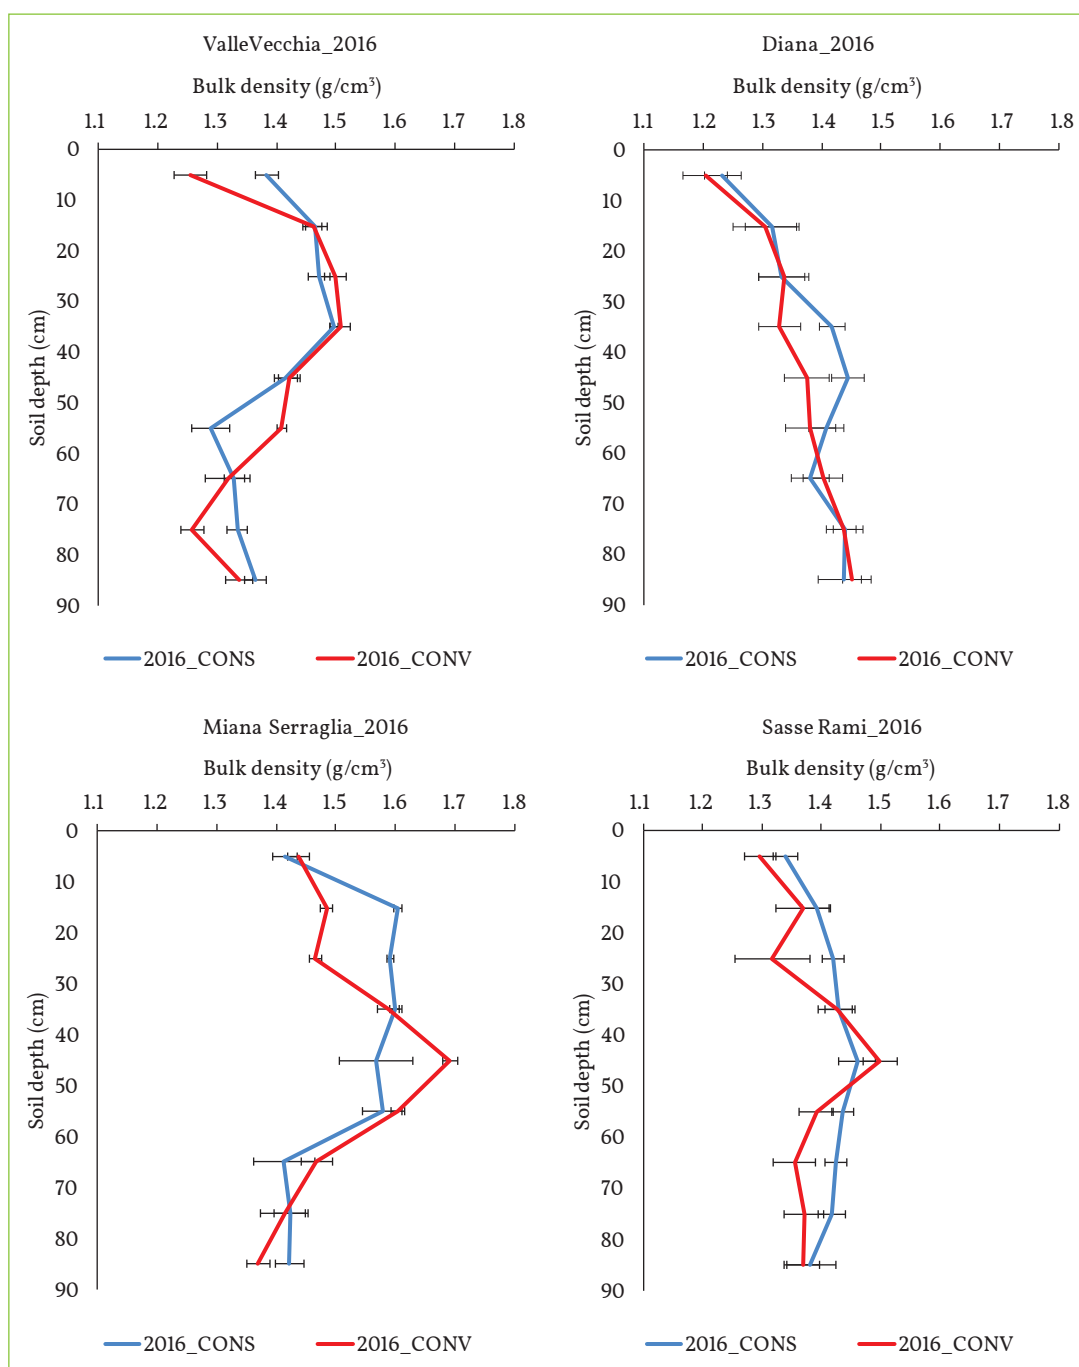 ValleVecchia_2016
Bulk density (g/cm³)
1.1 1.2 1.3 1.4 1.5 1.6 1.7 1.8
0
10
20
30
40
50
60
70
80
90
Soil depth (cm)
2016_CONS 2016_CONV
Diana_2016
Bulk density (g/cm³)
1.1 1.2 1.3 1.4 1.5 1.6 1.7 1.8
0
10
20
30
40
50
60
70
80
90
Soil depth (cm)
2016_CONS 2016_CONV
Miana Serraglia_2016
Bulk density (g/cm³)
1.1 1.2 1.3 1.4 1.5 1.6 1.7 1.8
0
10
20
30
40
50
60
70
80
90
Soil depth (cm)
2016_CONS 2016_CONV
Sasse Rami_2016
Bulk density (g/cm³)
1.1 1.2 1.3 1.4 1.5 1.6 1.7 1.8
0
10
20
30
40
50
60
70
80
90
Soil depth (cm)
2016_CONS 2016_CONV